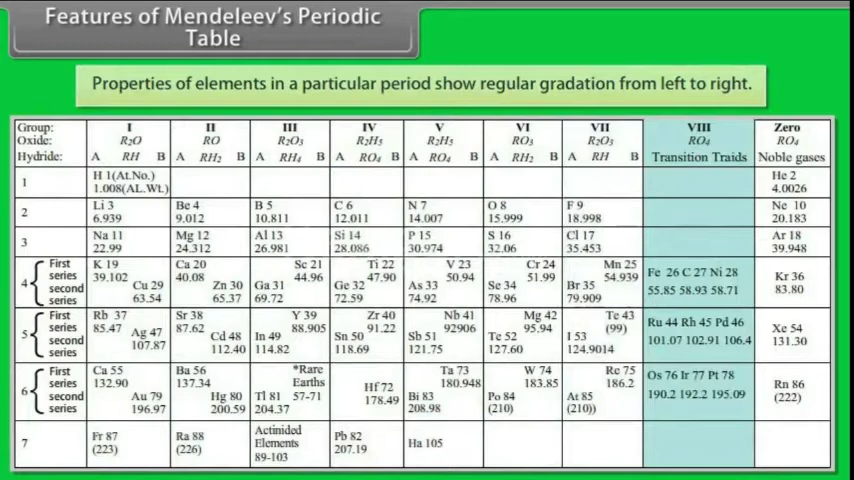 Features of Mendeleev's Periodic
Table
Properties of elements in a particular period show regular gradation from left to right.
Group: I II III IV V VI VII VIII Zero
Oxide: R₂O RO R₂O₃ R₂H₅ R₂H₅ RO₃ R₂O₃ RO₄ RO₄
Hydride: A RH B A RH₂ B A RH₄ B A RO₄ B A RO₄ B A RH₂ B A RH B Transition Traids Noble gases
1 H 1(At.No.) He 2
1.008(AL.Wt.) 4.0026
2 Li 3 Be 4 B 5 C 6 N 7 O 8 F 9 Ne 10
6.939 9.012 10.811 12.011 14.007 15.999 18.998 20.183
3 Na 11 Mg 12 Al 13 Si 14 P 15 S 16 Cl 17 Ar 18
22.99 24.312 26.981 28.086 30.974 32.06 35.453 39.948
4 First series second series
K 19 Ca 20 Sc 21 Ti 22 V 23 Cr 24 Mn 25 Fe 26 C 27 Ni 28 Kr 36
39.102 40.08 44.96 47.90 50.94 51.99 54.939 55.85 58.93 58.71 83.80
Cu 29 Zn 30 Ga 31 Ge 32 As 33 Se 34 Br 35
63.54 65.37 69.72 72.59 74.92 78.96 79.909
5 First series second series
Rb 37 Sr 38 Y 39 Zr 40 Nb 41 Mg 42 Te 43 Ru 44 Rh 45 Pd 46 Xe 54
85.47 87.62 88.905 91.22 92906 95.94 (99) 101.07 102.91 106.4 131.30
Ag 47 Cd 48 In 49 Sn 50 Sb 51 Te 52 I 53
107.87 112.40 114.82 118.69 121.75 127.60 124.9014
6 First series second series
Ca 55 Ba 56 *Rare Earths 57-71 Hf 72 Ta 73 W 74 Re 75 Os 76 Ir 77 Pt 78 Rn 86
132.90 137.34 178.49 180.948 183.85 186.2 190.2 192.2 195.09 (222)
Au 79 Hg 80 Tl 81 Bi 83 Po 84 At 85
196.97 200.59 204.37 208.98 (210) (210))
7 Fr 87 Ra 88 Actinided Elements 89-103 Pb 82 Ha 105
(223) (226) 207.19